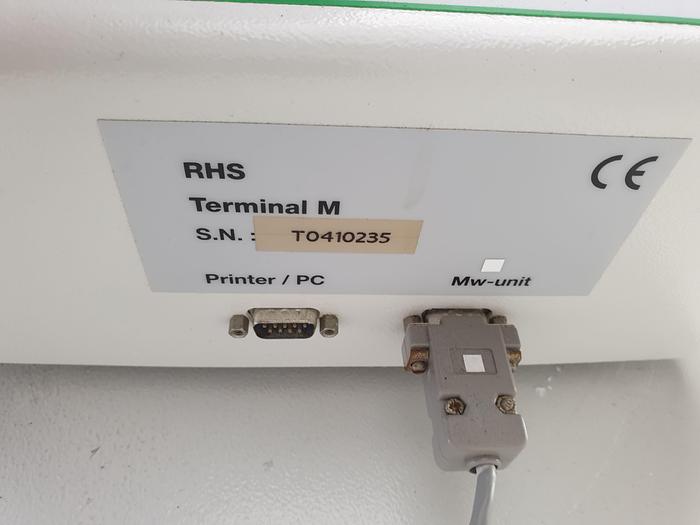 RHS
CE
Terminal M
S.N. : T0410235
Printer / PC
Mw-unit